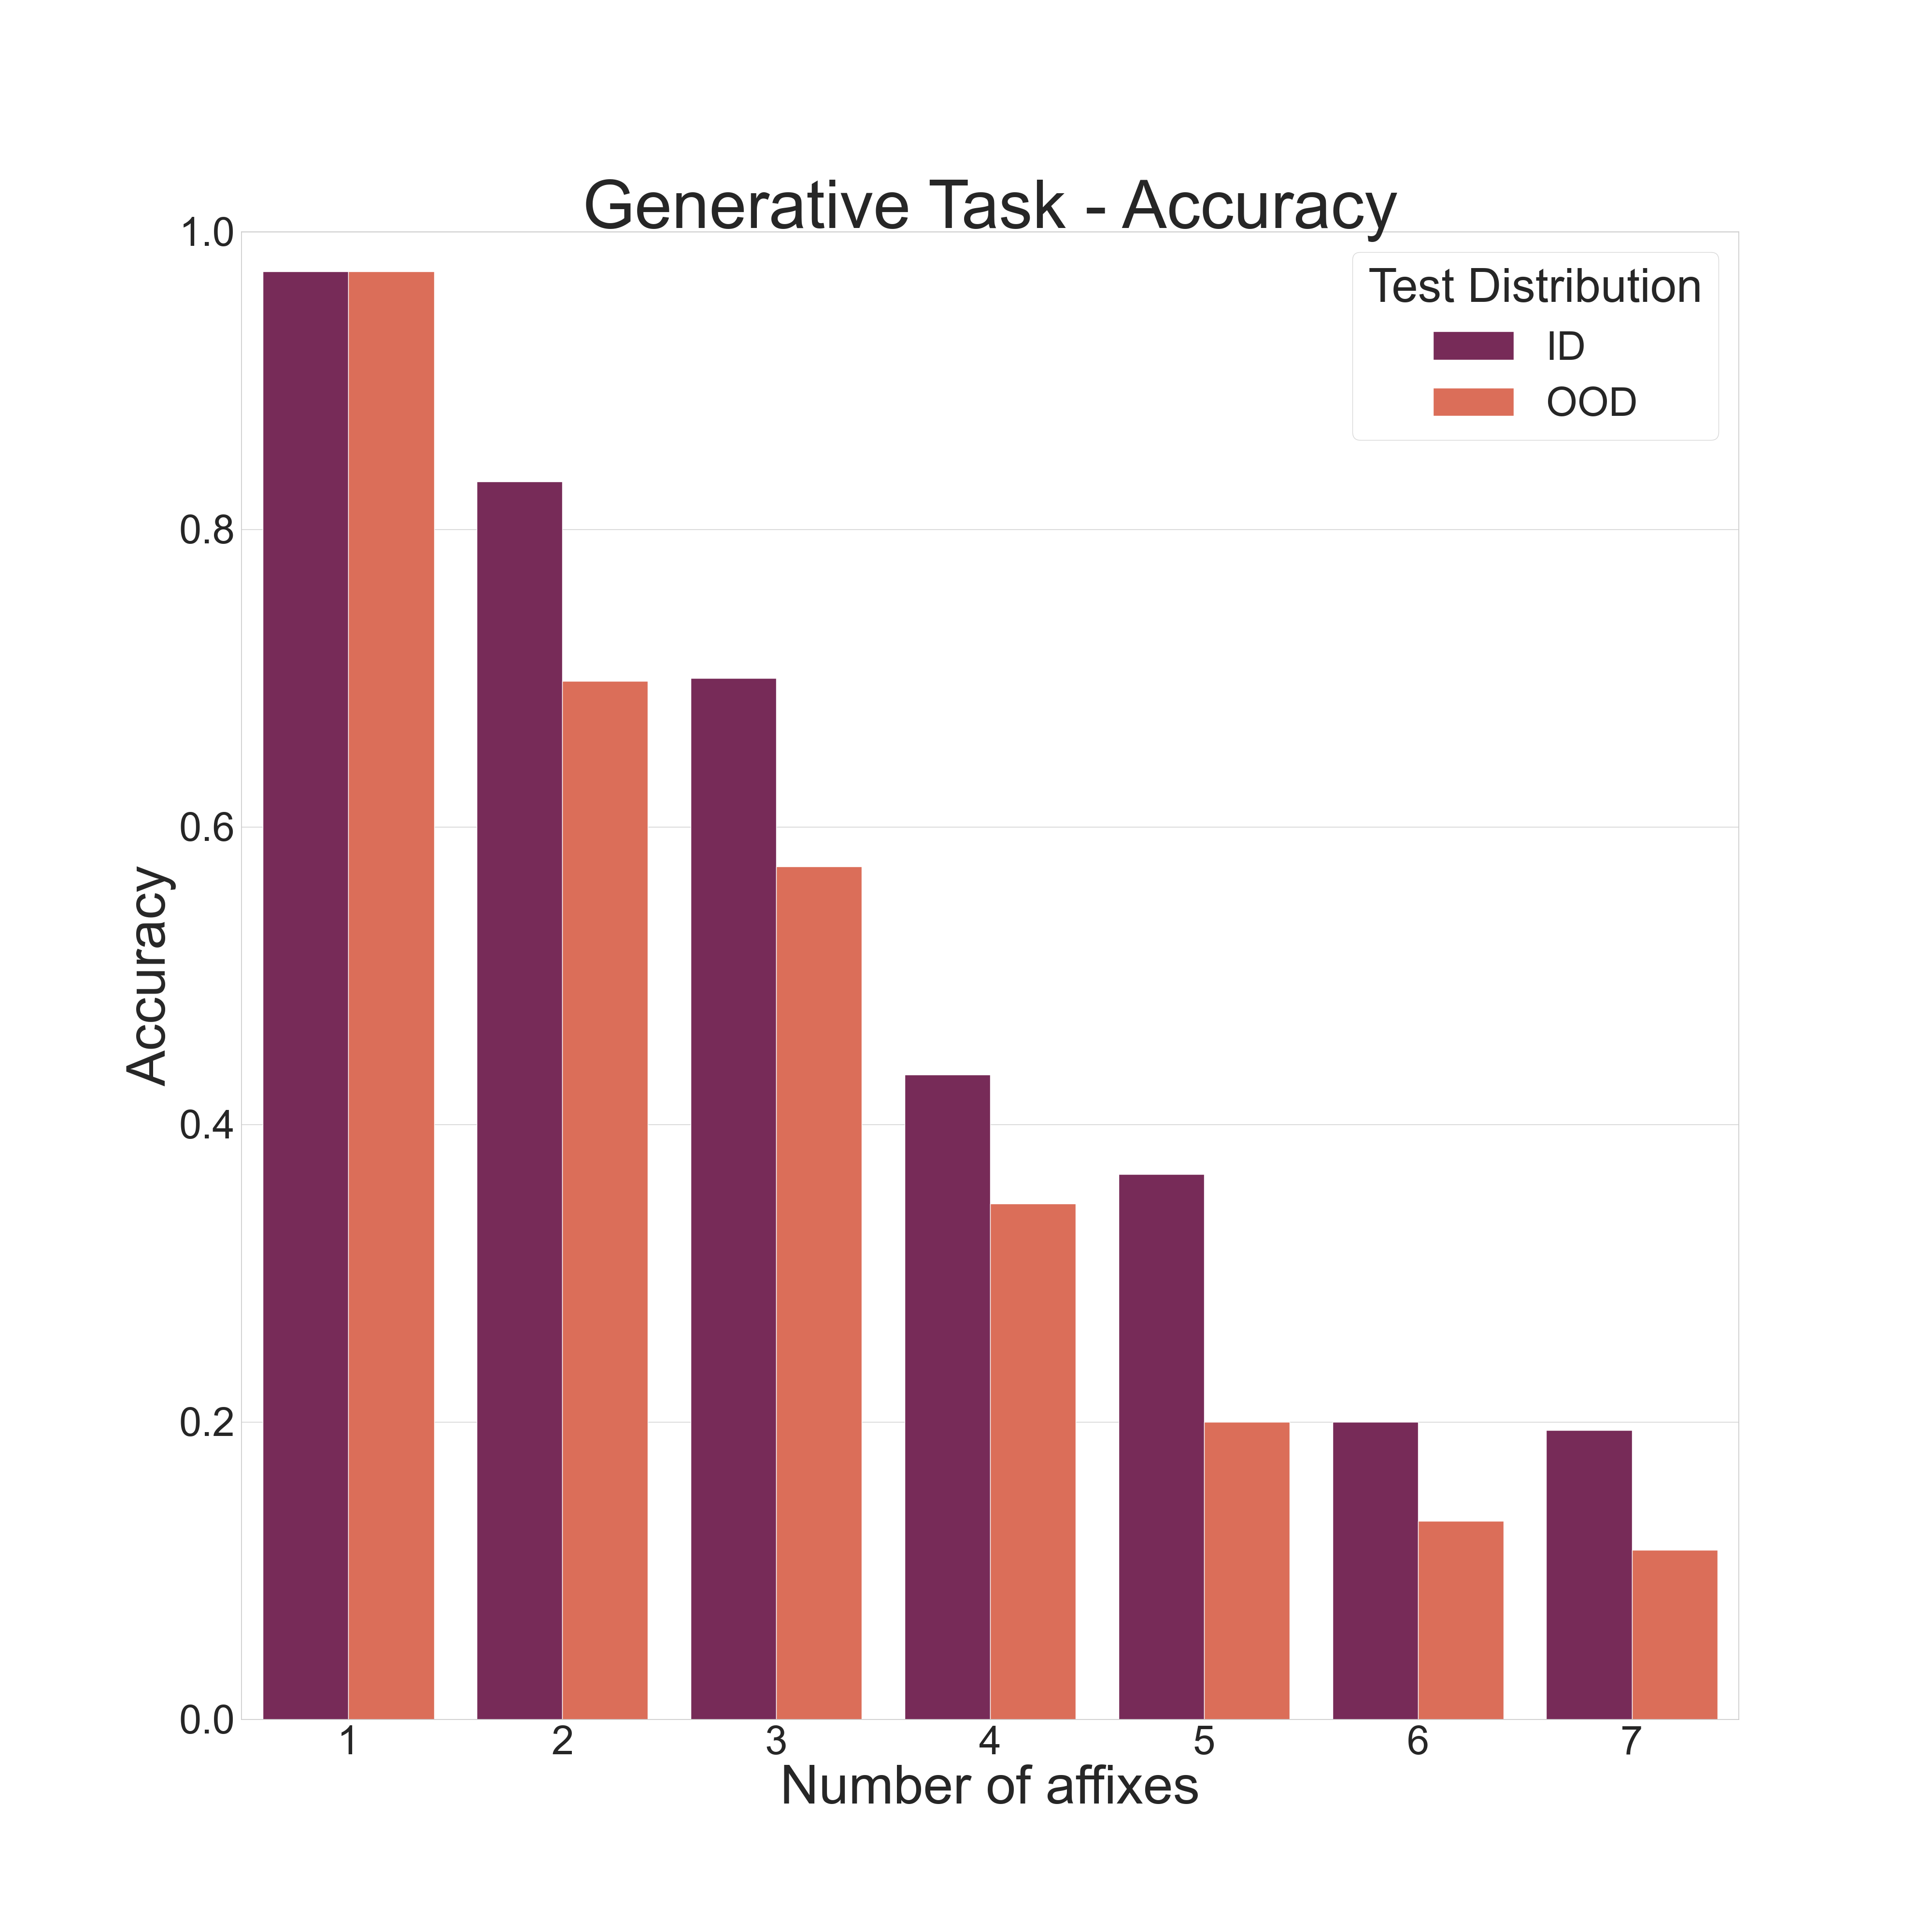 Generative Task - Accuracy
Test Distribution
ID
OOD
Accuracy
1.0
0.8
0.6
0.4
0.2
0.0
1 2 3 4 5 6 7
Number of affixes